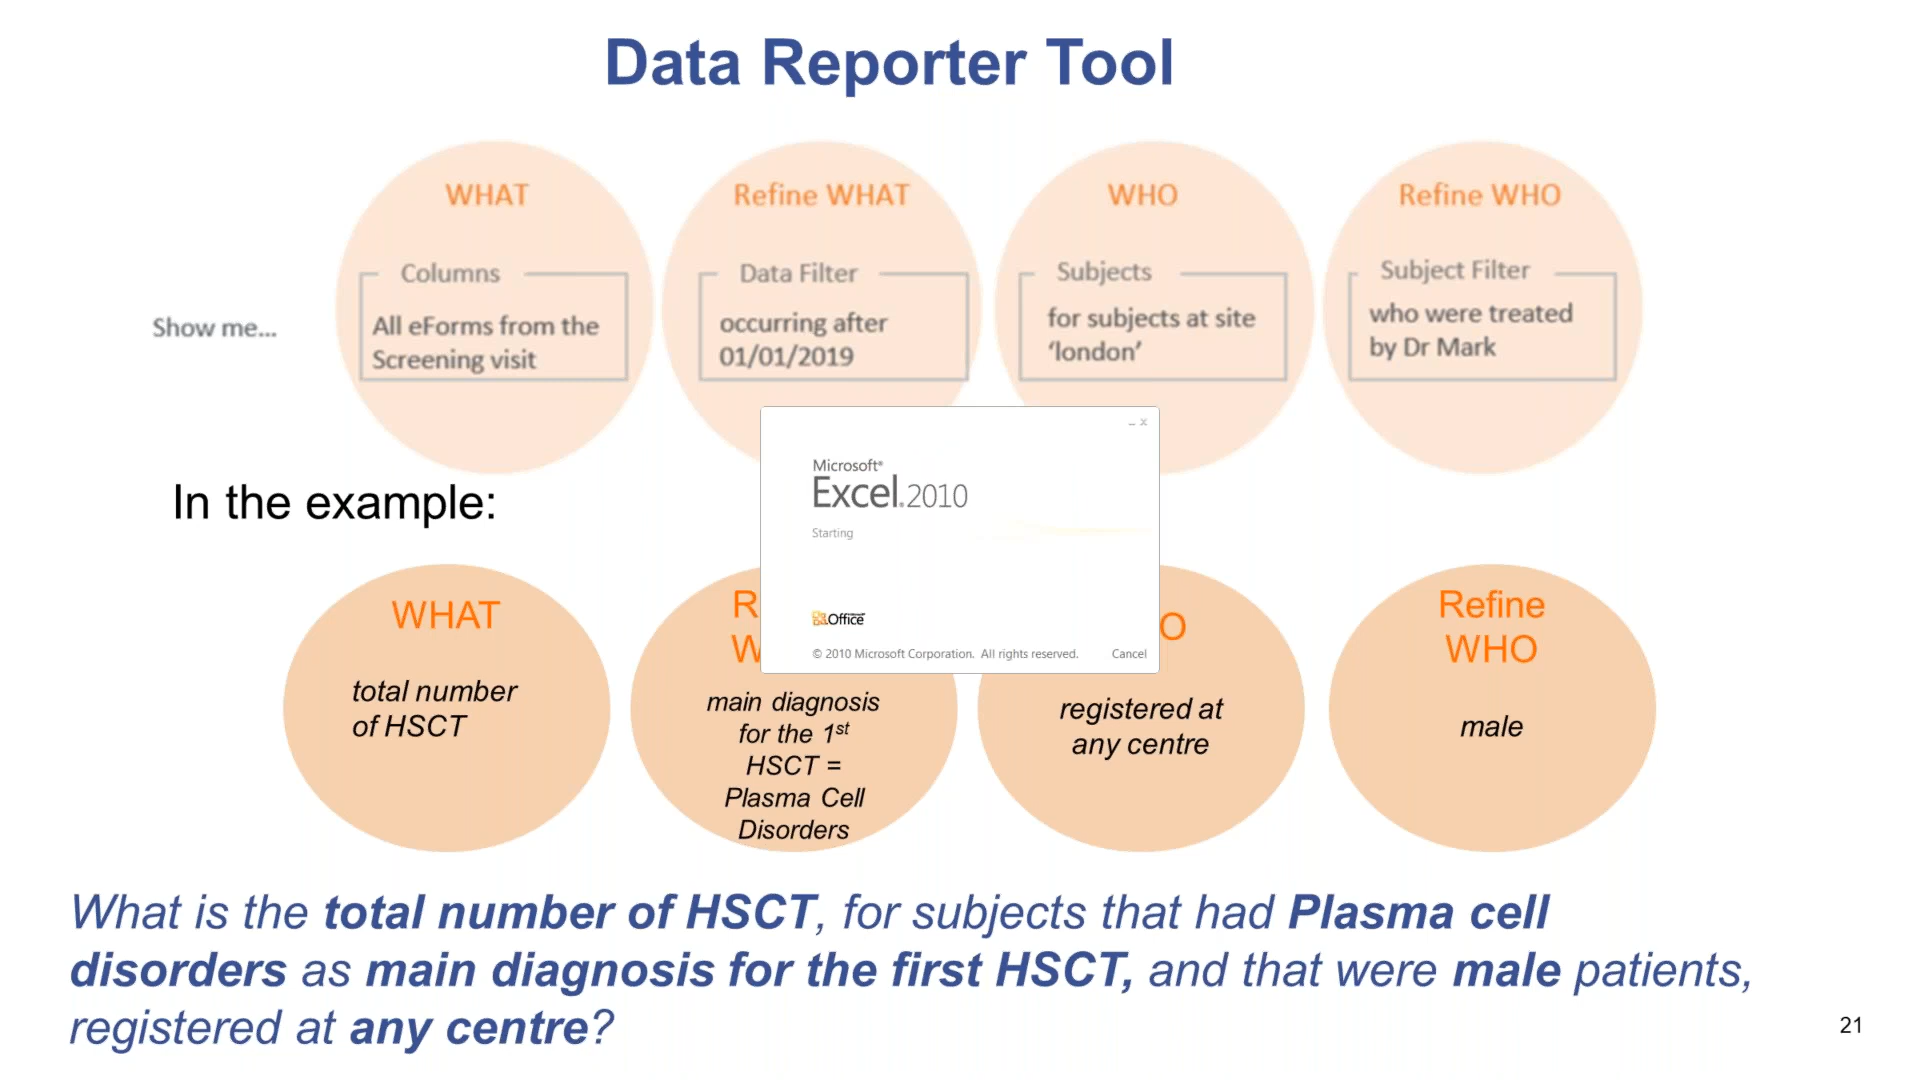 Data Reporter Tool
WHAT
Refine WHAT
WHO
Refine WHO
Columns
Data Filter
Subjects
Subject Filter
Show me...
All eForms from the
Screening visit
occurring after
01/01/2019
for subjects at site
‘london’
who were treated
by Dr Mark
Microsoft®
Excel®2010
Starting
Microsoft
Office
© 2010 Microsoft Corporation. All rights reserved.
Cancel
In the example:
WHAT
total number
of HSCT
R
W
main diagnosis
for the 1st
HSCT =
Plasma Cell
Disorders
O
registered at
any centre
Refine
WHO
male
What is the total number of HSCT, for subjects that had Plasma cell
disorders as main diagnosis for the first HSCT, and that were male patients,
registered at any centre?
21